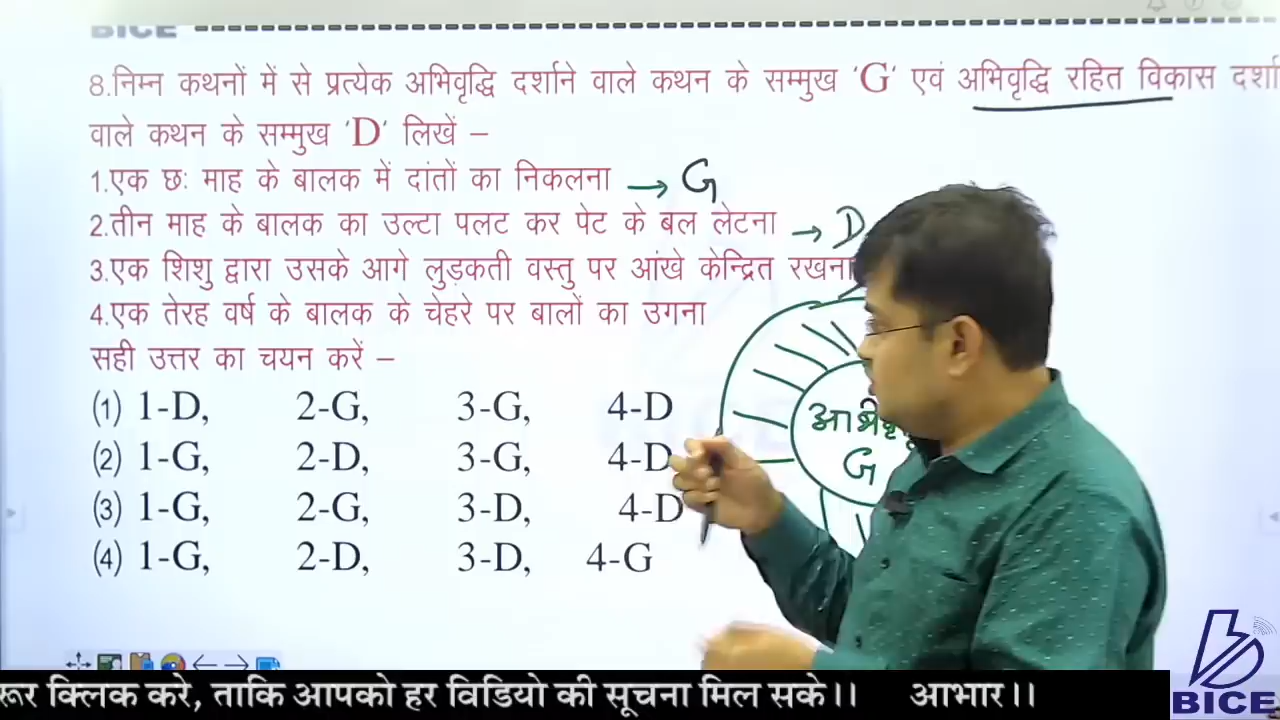 BICE
8.निम्न कथनों में से प्रत्येक अभिवृद्धि दर्शाने वाले कथन के सम्मुख 'G' एवं अभिवृद्धि रहित विकास दर्शा
वाले कथन के सम्मुख 'D' लिखें –
1.एक छः माह के बालक में दांतों का निकलना → G
2.तीन माह के बालक का उल्टा पलट कर पेट के बल लेटना → D
3.एक शिशु द्वारा उसके आगे लुड़कती वस्तु पर आंखे केन्द्रित रखना
4.एक तेरह वर्ष के बालक के चेहरे पर बालों का उगना
सही उत्तर का चयन करें –
(1) 1-D, 2-G, 3-G, 4-D
(2) 1-G, 2-D, 3-G, 4-D
(3) 1-G, 2-G, 3-D, 4-D
(4) 1-G, 2-D, 3-D, 4-G
G
रूर क्लिक करे, ताकि आपको हर विडियो की सूचना मिल सके।। आभार।।
BICE